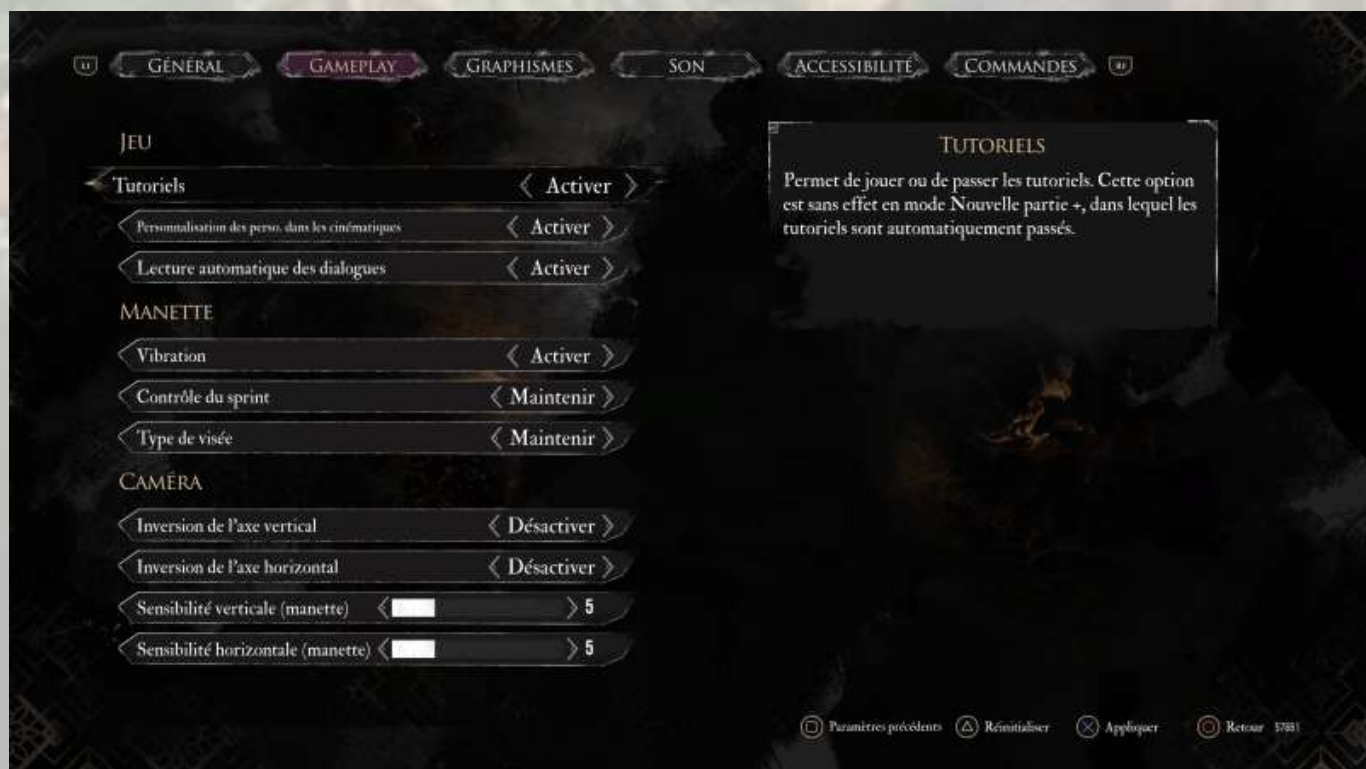 L1 GÉNÉRAL GAMEPLAY GRAPHISMES SON ACCESSIBILITÉ COMMANDES R1
JEU
Tutoriels Activer
Personnalisation des perso. dans les cinématiques Activer
Lecture automatique des dialogues Activer
MANETTE
Vibration Activer
Contrôle du sprint Maintenir
Type de visée Maintenir
CAMÉRA
Inversion de l'axe vertical Désactiver
Inversion de l'axe horizontal Désactiver
Sensibilité verticale (manette) 5
Sensibilité horizontale (manette) 5
TUTORIELS
Permet de jouer ou de passer les tutoriels. Cette option
est sans effet en mode Nouvelle partie +, dans lequel les
tutoriels sont automatiquement passés.
Paramètres précédents Réinitialiser Appliquer Retour